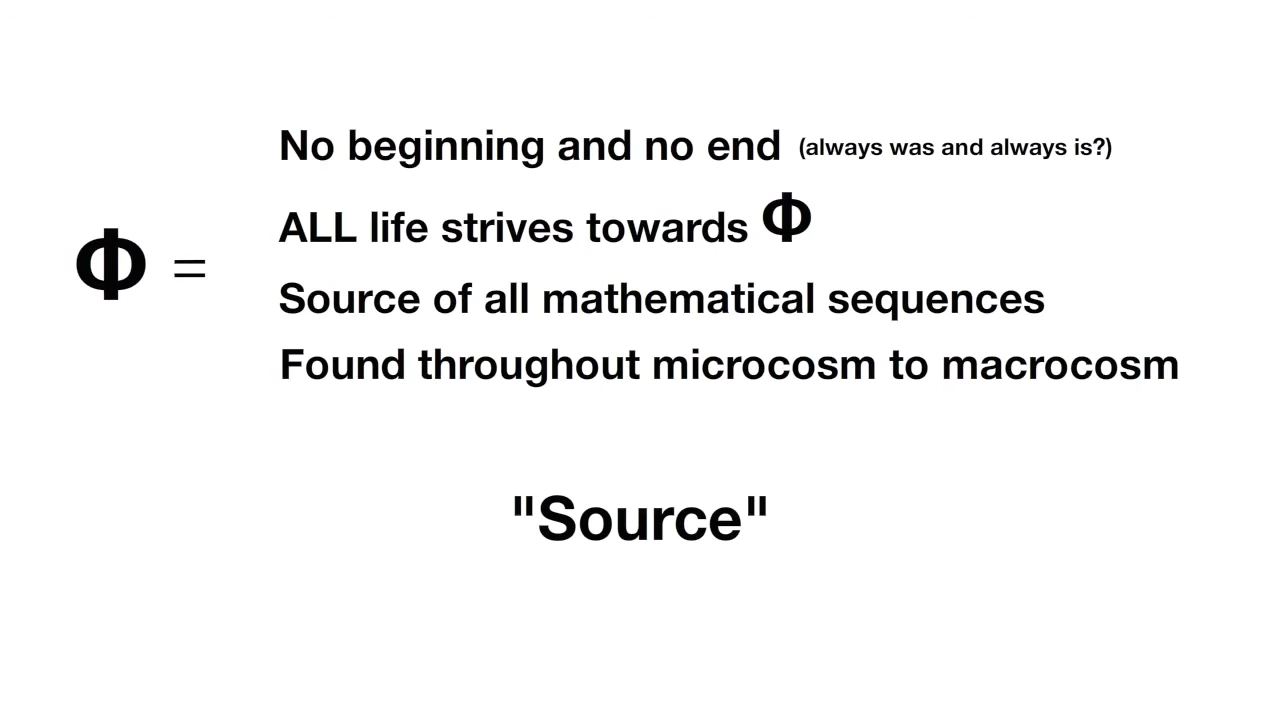 No beginning and no end (always was and always is?)
ALL life strives towards Φ
Φ =
Source of all mathematical sequences
Found throughout microcosm to macrocosm
"Source"